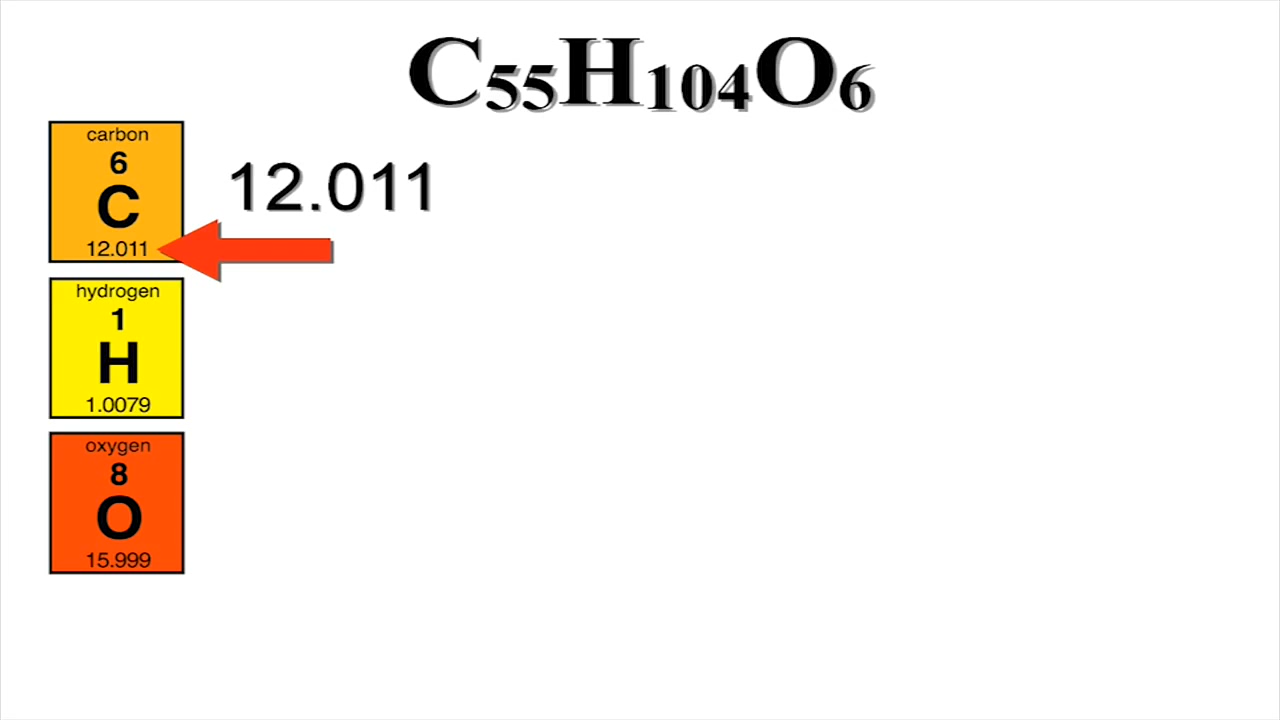 C₅₅H₁₀₄O₆
carbon
6
C
12.011
12.011
hydrogen
1
H
1.0079
oxygen
8
O
15.999